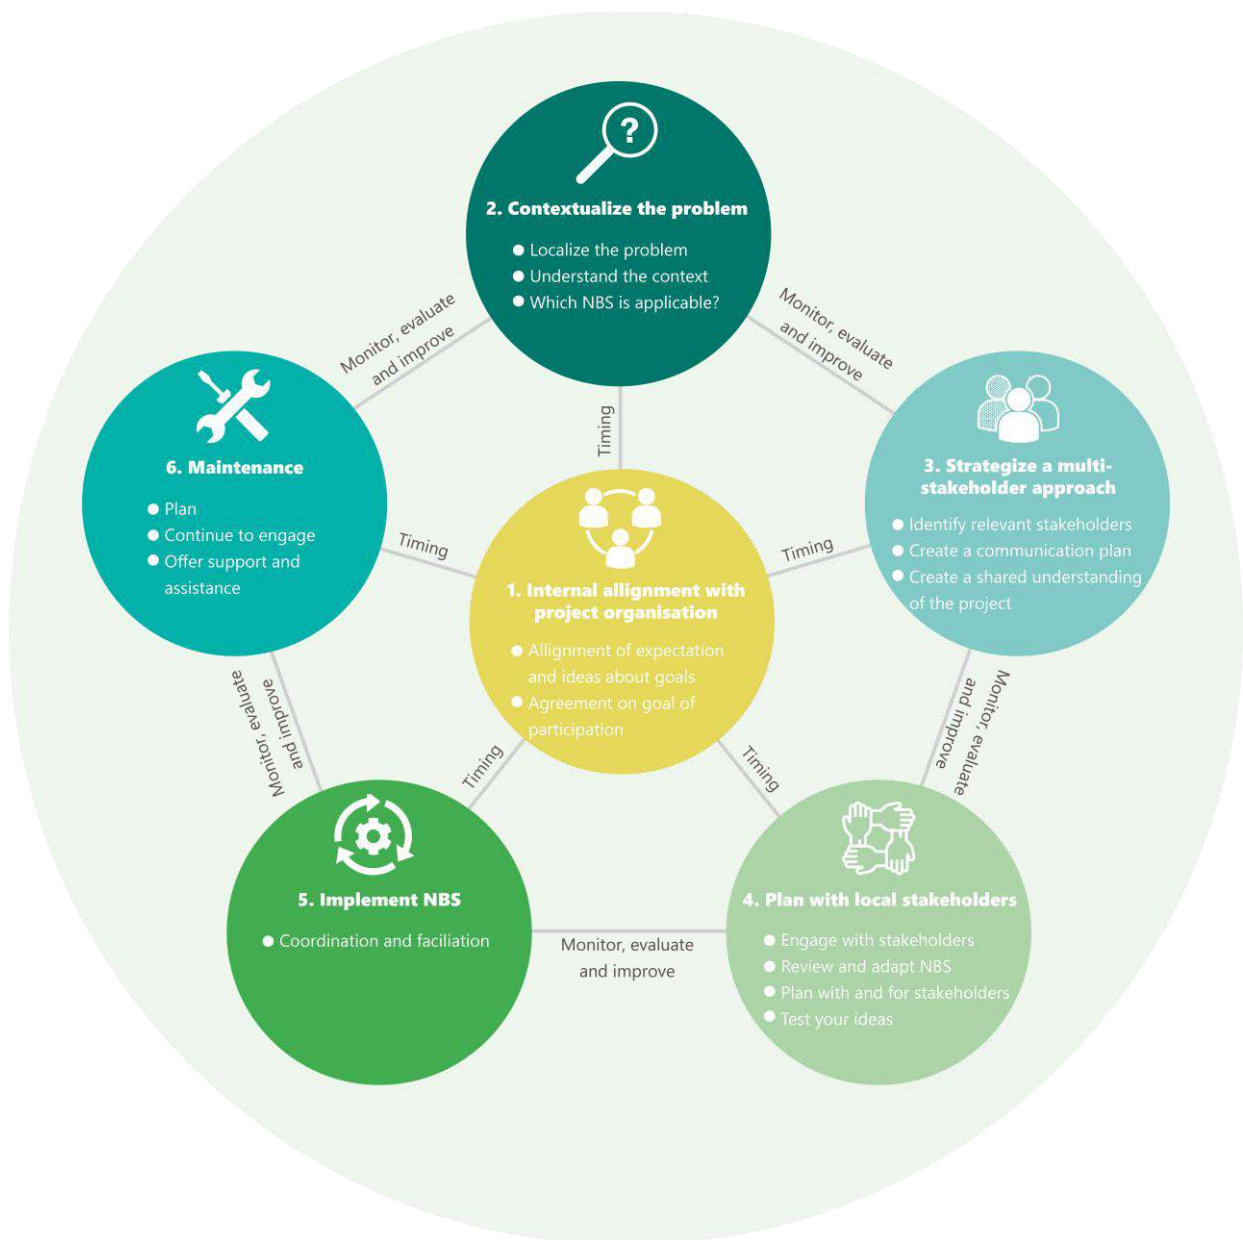 ?
2. Contextualize the problem
● Localize the problem
● Understand the context
● Which NBS is applicable?
Monitor, evaluate
and improve
Monitor, evaluate
and improve
Timing
6. Maintenance
● Plan
● Continue to engage
● Offer support and
assistance
3. Strategize a multi-
stakeholder approach
● Identify relevant stakeholders
● Create a communication plan
● Create a shared understanding
of the project
Timing
Timing
1. Internal allignment with
project organisation
● Allignment of expectation
and ideas about goals
● Agreement on goal of
participation
Monitor, evaluate
and improve
Monitor, evaluate
and improve
Timing
Timing
5. Implement NBS
● Coordination and faciliation
Monitor, evaluate
and improve
4. Plan with local stakeholders
● Engage with stakeholders
● Review and adapt NBS
● Plan with and for stakeholders
● Test your ideas